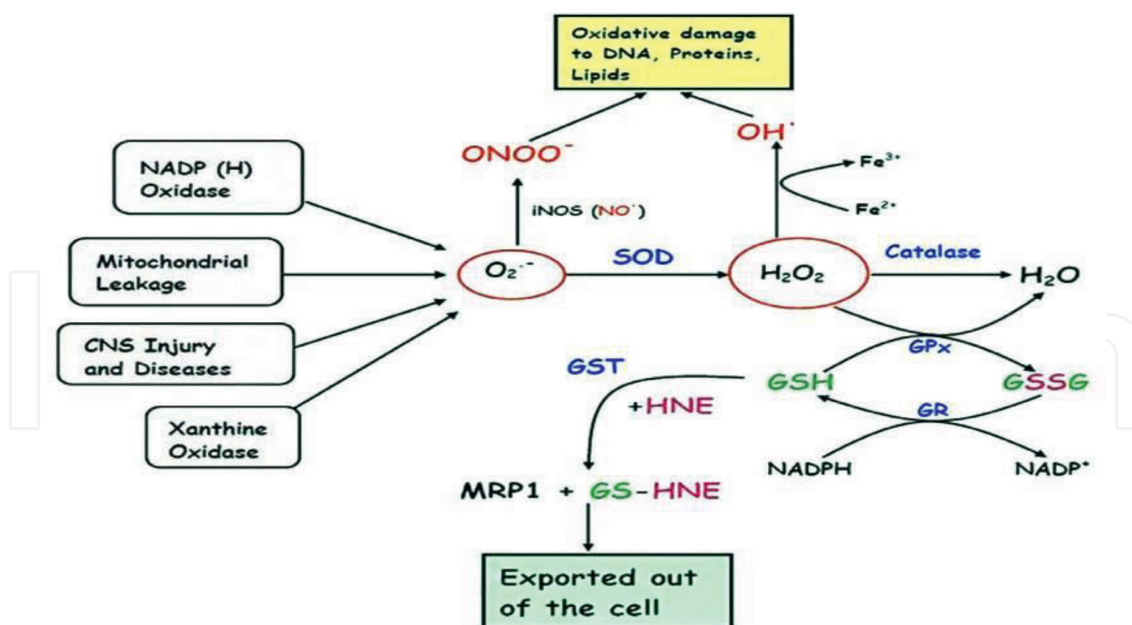 Oxidative damage
to DNA, Proteins,
Lipids
ONOO⁻
OH˙
NADP (H)
Oxidase
Fe³⁺
Fe²⁺
iNOS (NO˙)
Mitochondrial
Leakage
O₂˙⁻
SOD
H₂O₂
Catalase
H₂O
CNS Injury
and Diseases
GPx
GST
GSH
GSSG
+HNE
GR
Xanthine
Oxidase
NADPH
NADP⁺
MRP1 + GS-HNE
Exported out
of the cell